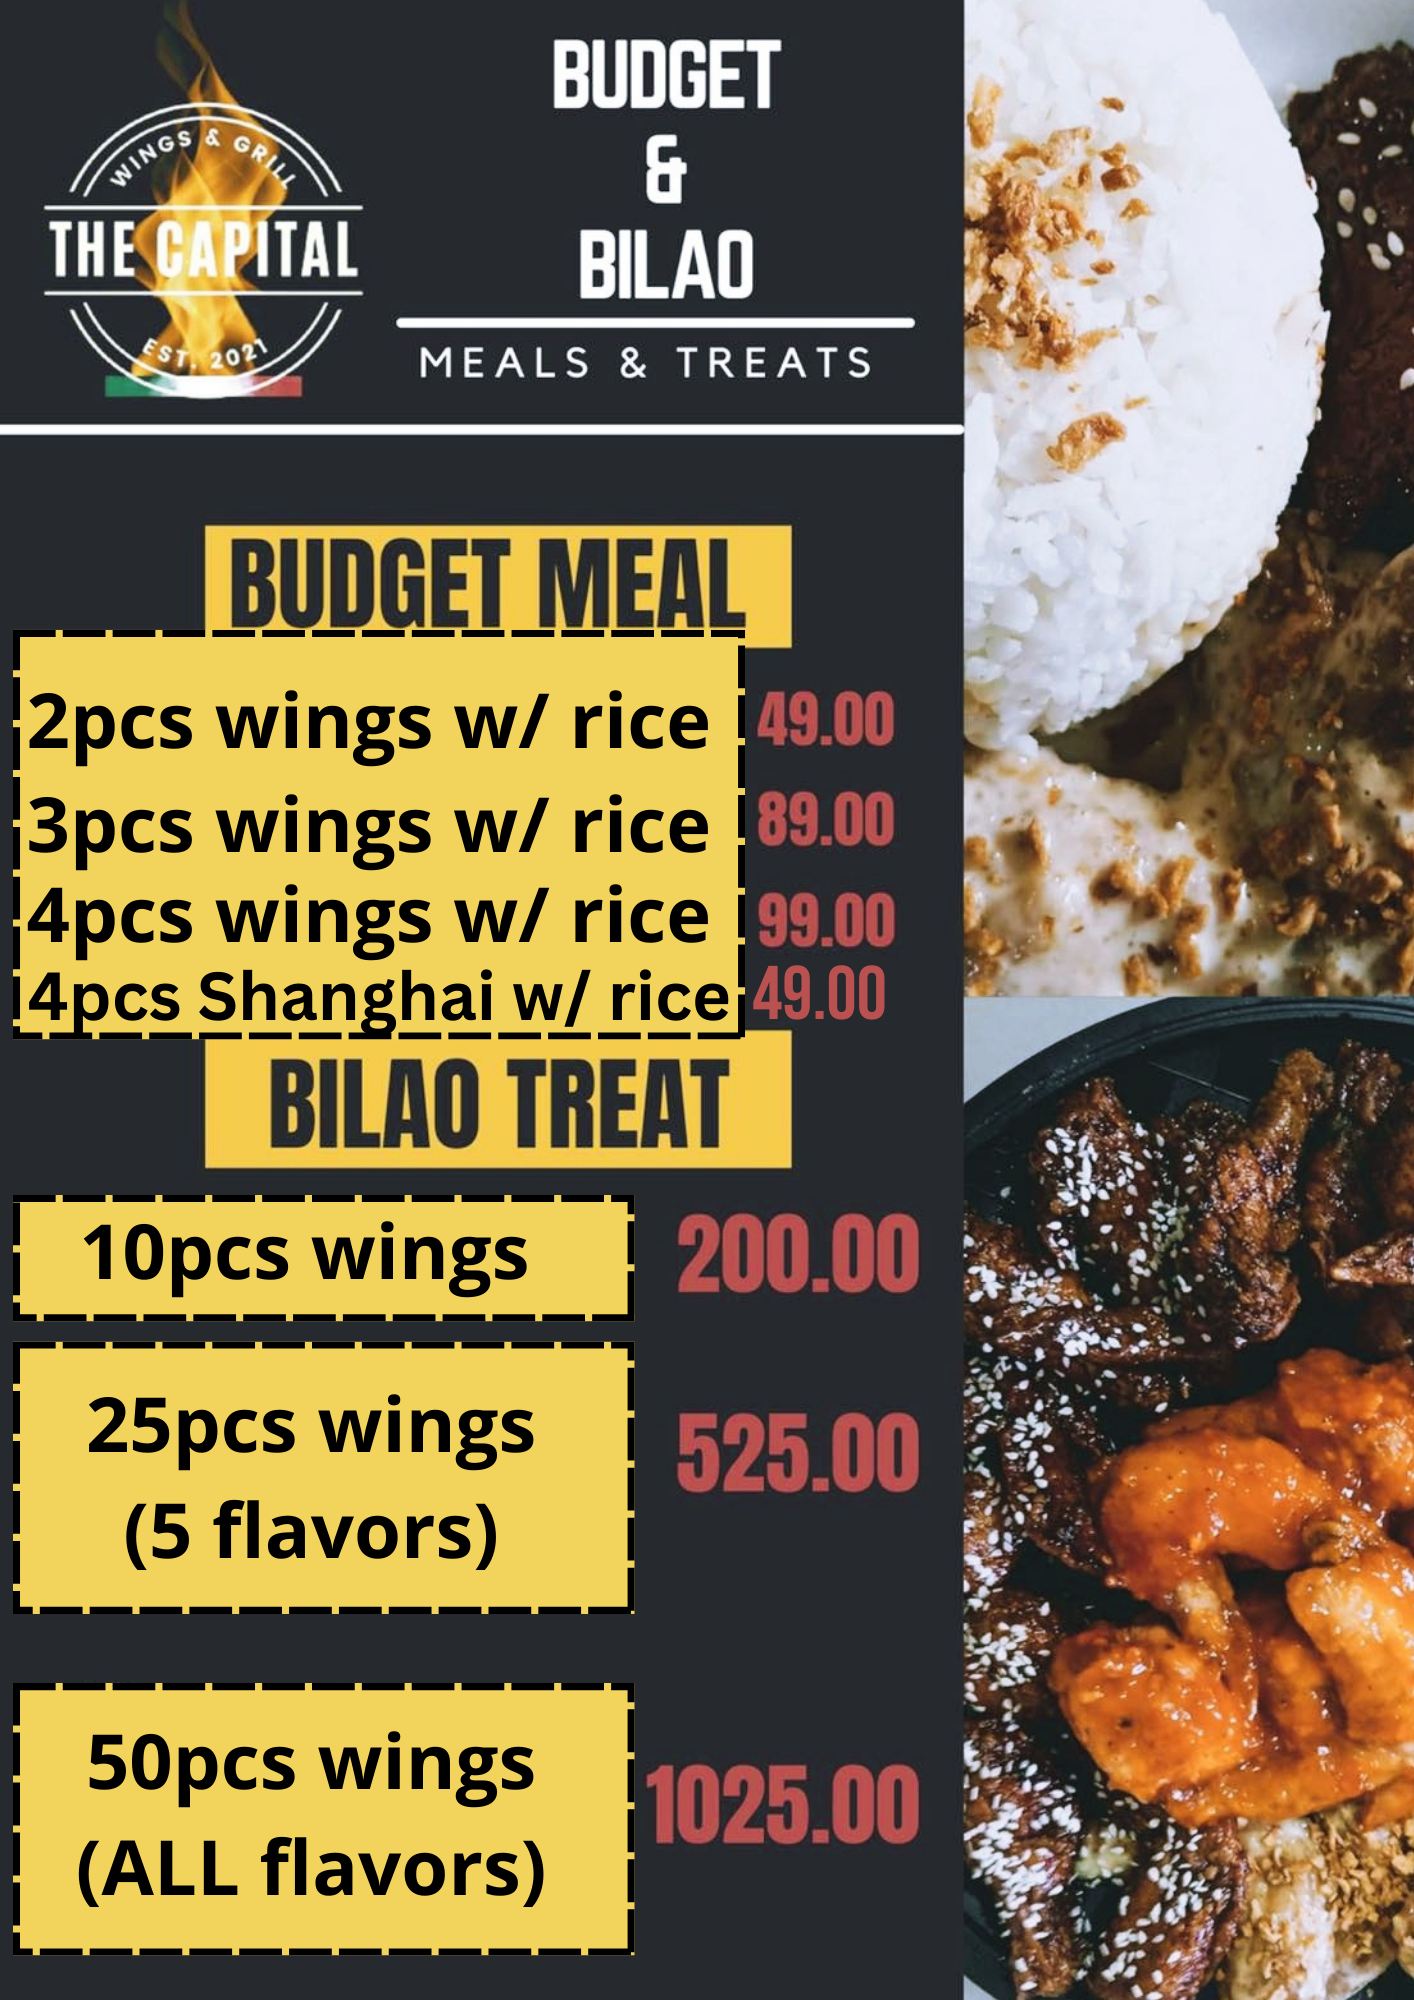 WINGS & GRILL
THE CAPITAL
EST. 2021
BUDGET
&
BILAO
MEALS & TREATS
BUDGET MEAL
2pcs wings w/ rice 49.00
3pcs wings w/ rice 89.00
4pcs wings w/ rice 99.00
4pcs Shanghai w/ rice 49.00
BILAO TREAT
10pcs wings 200.00
25pcs wings 525.00
(5 flavors)
50pcs wings 1025.00
(ALL flavors)